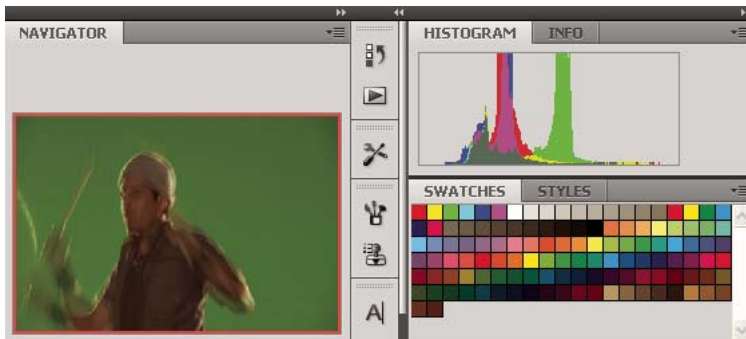 NAVIGATOR
HISTOGRAM
INFO
SWATCHES
STYLES
A